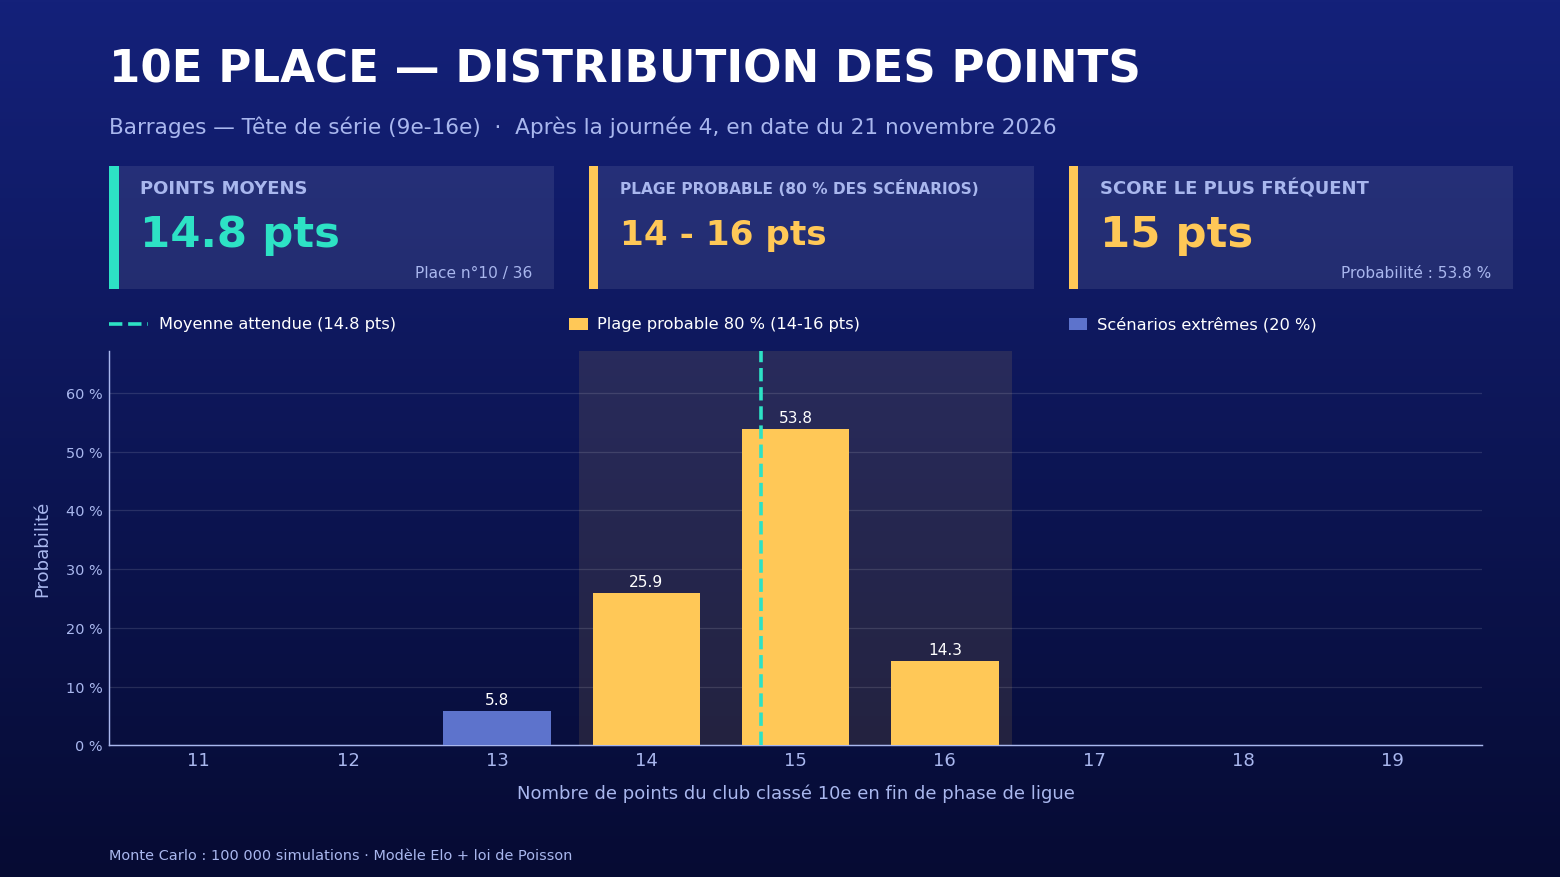 10E PLACE — DISTRIBUTION DES POINTS
Barrages — Tête de série (9e-16e) · Après la journée 4, en date du 21 novembre 2026
POINTS MOYENS
14.8 pts
Place n°10 / 36
PLAGE PROBABLE (80 % DES SCÉNARIOS)
14 - 16 pts
SCORE LE PLUS FRÉQUENT
15 pts
Probabilité : 53.8 %
Moyenne attendue (14.8 pts)
Plage probable 80 % (14-16 pts)
Scénarios extrêmes (20 %)
Probabilité
60 %
50 %
40 %
30 %
20 %
10 %
0 %
5.8
25.9
53.8
14.3
11 12 13 14 15 16 17 18 19
Nombre de points du club classé 10e en fin de phase de ligue
Monte Carlo : 100 000 simulations · Modèle Elo + loi de Poisson